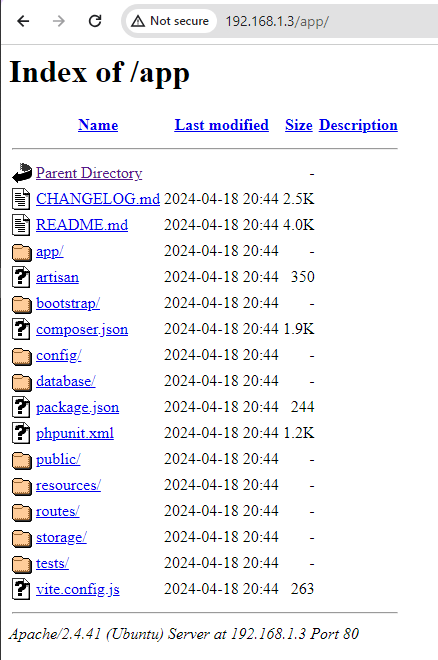 Not secure 192.168.1.3/app/
Index of /app
Name Last modified Size Description
Parent Directory -
CHANGELOG.md 2024-04-18 20:44 2.5K
README.md 2024-04-18 20:44 4.0K
app/ 2024-04-18 20:44 -
artisan 2024-04-18 20:44 350
bootstrap/ 2024-04-18 20:44 -
composer.json 2024-04-18 20:44 1.9K
config/ 2024-04-18 20:44 -
database/ 2024-04-18 20:44 -
package.json 2024-04-18 20:44 244
phpunit.xml 2024-04-18 20:44 1.2K
public/ 2024-04-18 20:44 -
resources/ 2024-04-18 20:44 -
routes/ 2024-04-18 20:44 -
storage/ 2024-04-18 20:44 -
tests/ 2024-04-18 20:44 -
vite.config.js 2024-04-18 20:44 263
Apache/2.4.41 (Ubuntu) Server at 192.168.1.3 Port 80